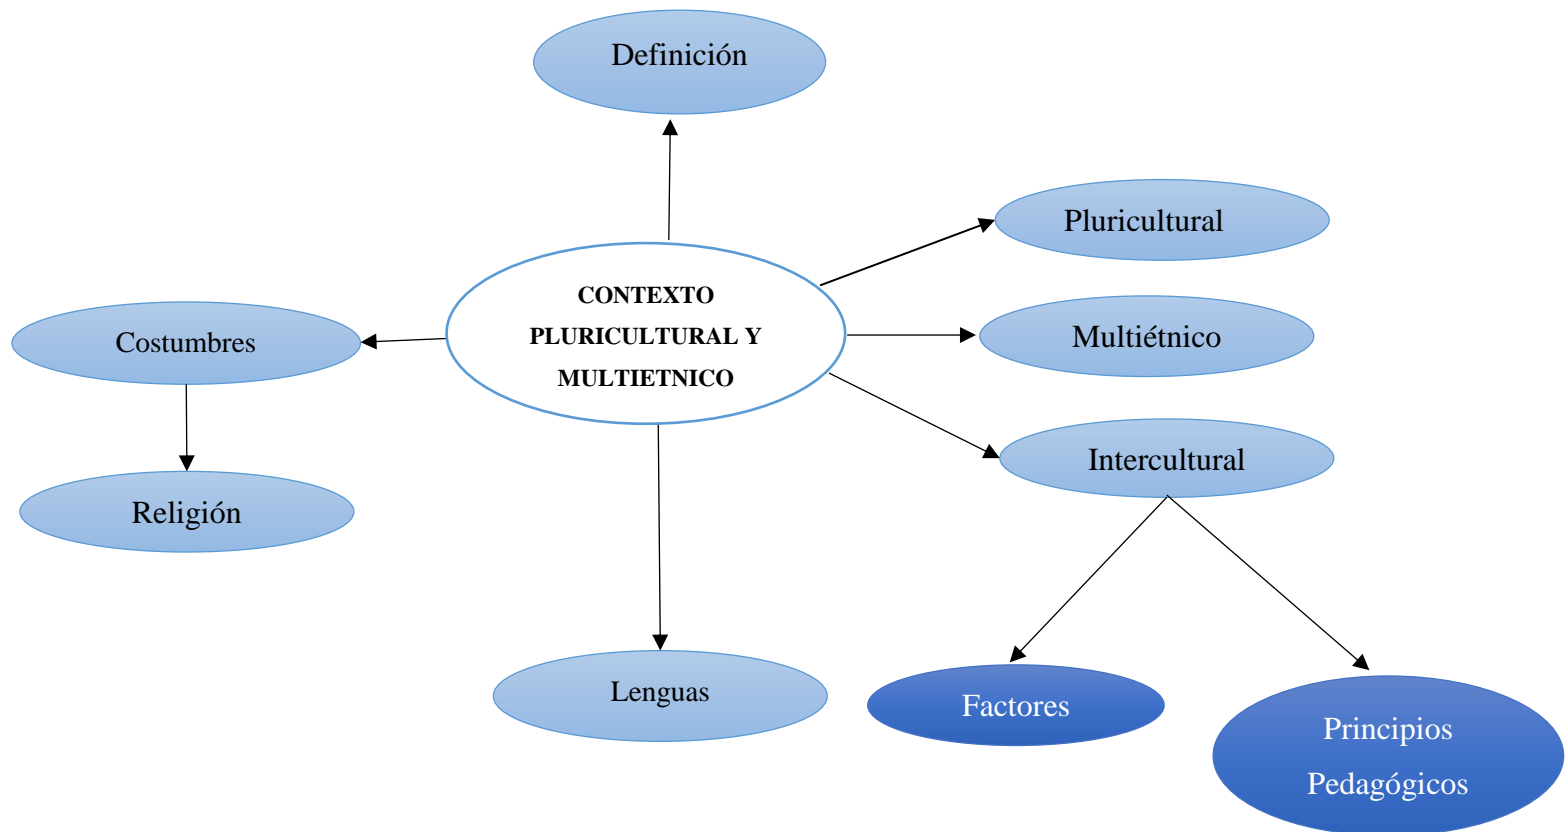 Definición
Pluricultural
CONTEXTO
PLURICULTURAL Y
MULTIETNICO
Multiétnico
Costumbres
Intercultural
Religión
Lenguas
Factores
Principios
Pedagógicos